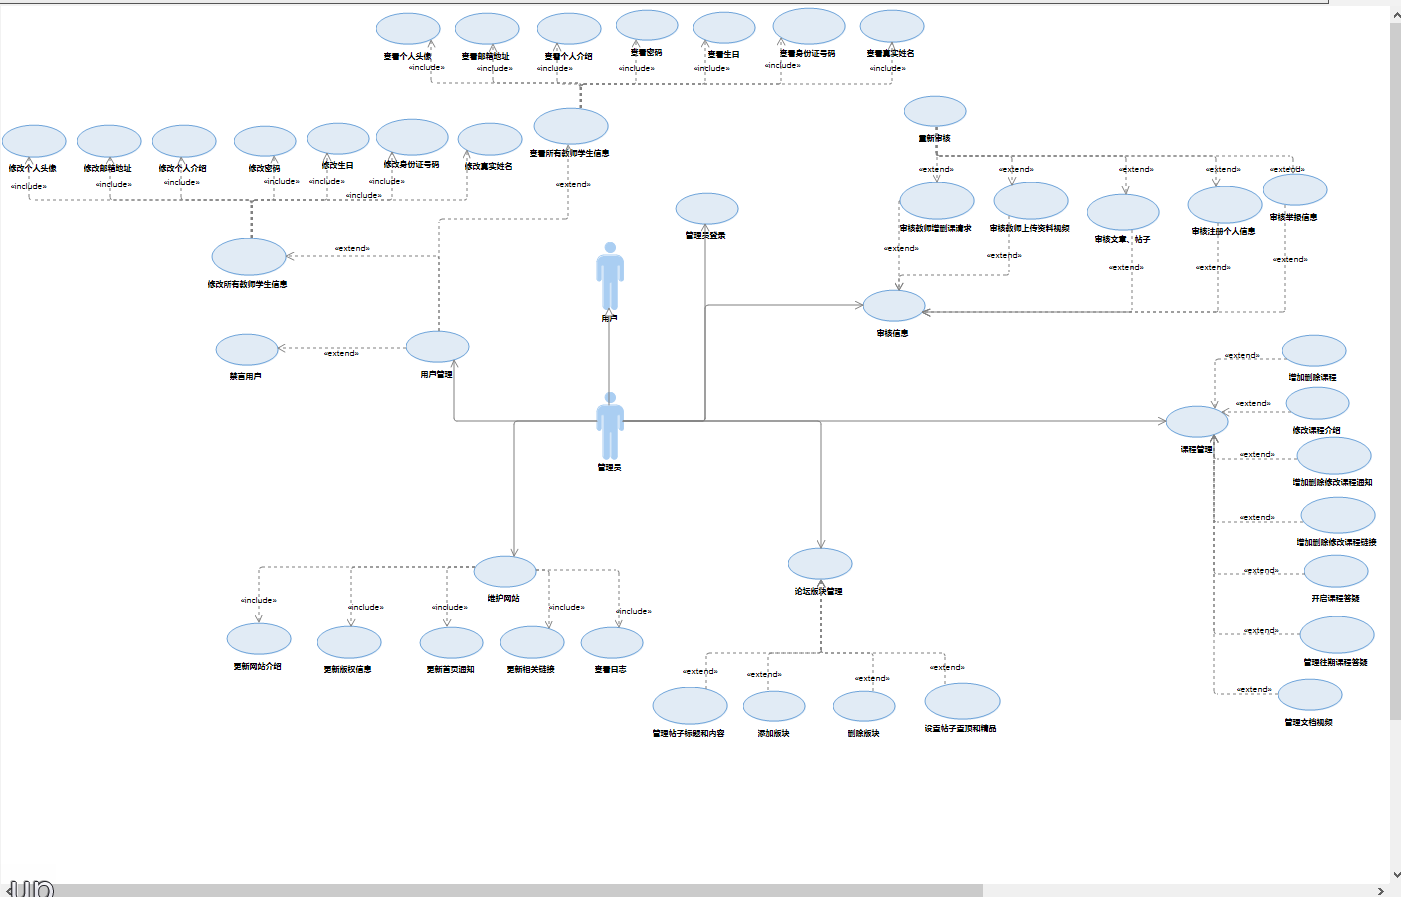 查看个人头像
查看邮箱地址
查看个人介绍
查看密码
查看生日
查看身份证号码
查看真实姓名
«include»
«include»
«include»
«include»
«include»
«include»
«include»
重新审核
修改个人头像
修改邮箱地址
修改个人介绍
修改密码
修改生日
修改身份证号码
修改真实姓名
查看所有教师学生信息
«include»
«include»
«include»
«include»
«include»
«include»
«include»
«extend»
«extend»
«extend»
«extend»
«extend»
«extend»
管理员登录
审核教师增删课请求
审核教师上传资料视频
审核文章、帖子
审核注册个人信息
审核举报信息
«extend»
«extend»
«extend»
«extend»
«extend»
«extend»
修改所有教师学生信息
用户
审核信息
禁言用户
«extend»
用户管理
«extend»
增加删除课程
«extend»
修改课程介绍
课程管理
管理员
«extend»
增加删除修改课程通知
«extend»
增加删除修改课程链接
«extend»
开启课程答疑
«extend»
管理往期课程答疑
«extend»
管理文档视频
维护网站
论坛版块管理
«include»
«include»
«include»
«include»
«include»
更新网站介绍
更新版权信息
更新首页通知
更新相关链接
查看日志
«extend»
«extend»
«extend»
«extend»
管理帖子标题和内容
添加版块
删除版块
设置帖子置顶和精品
up